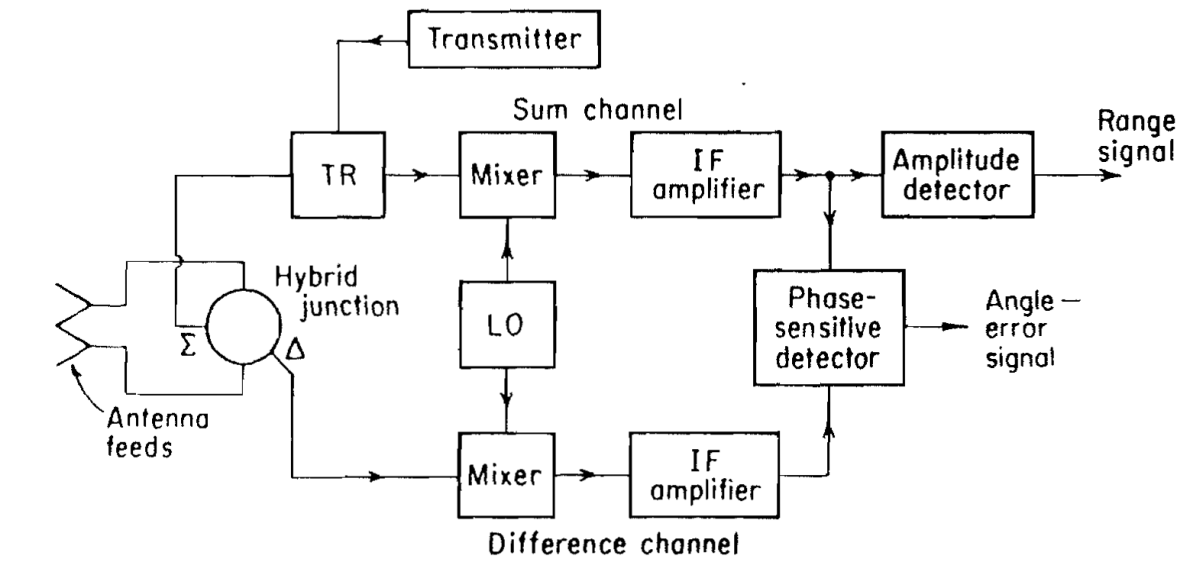 Transmitter
Sum channel
TR
Mixer
IF
amplifier
Amplitude
detector
Range
signal
Hybrid
junction
Σ
Δ
LO
Phase-
sensitive
detector
Angle—
error
signal
Antenna
feeds
Mixer
IF
amplifier
Difference channel